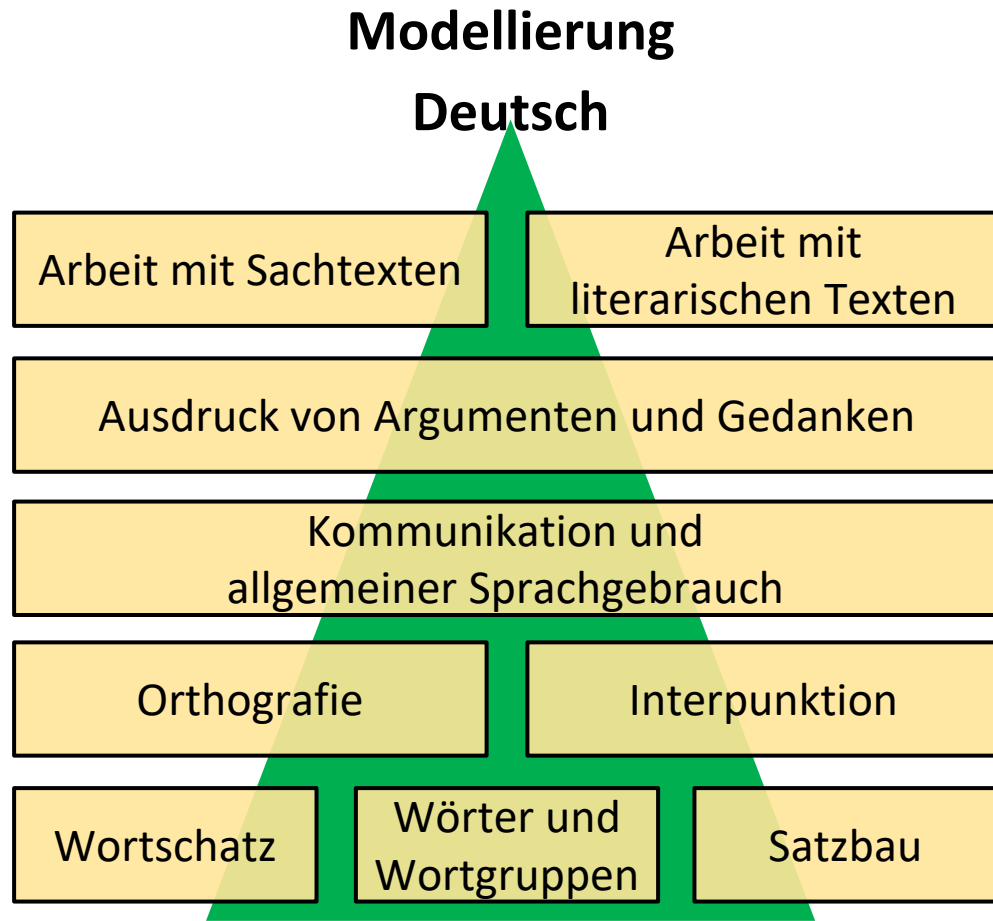 Modellierung
Deutsch
Arbeit mit Sachtexten
Arbeit mit
literarischen Texten
Ausdruck von Argumenten und Gedanken
Kommunikation und
allgemeiner Sprachgebrauch
Orthografie
Interpunktion
Wortschatz
Wörter und
Wortgruppen
Satzbau